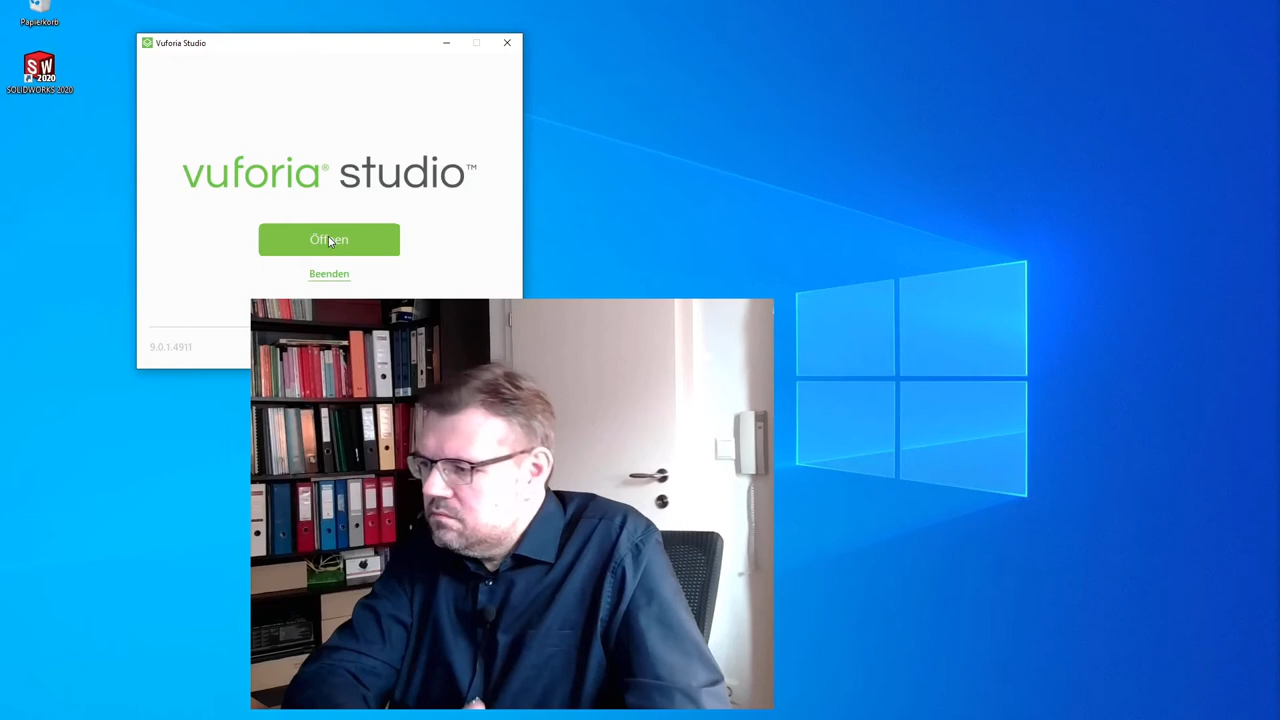 Papierkorb
SW
2020
SOLIDWORKS 2020
Vuforia Studio
vuforia® studio™
Öffnen
Beenden
9.0.1.4911